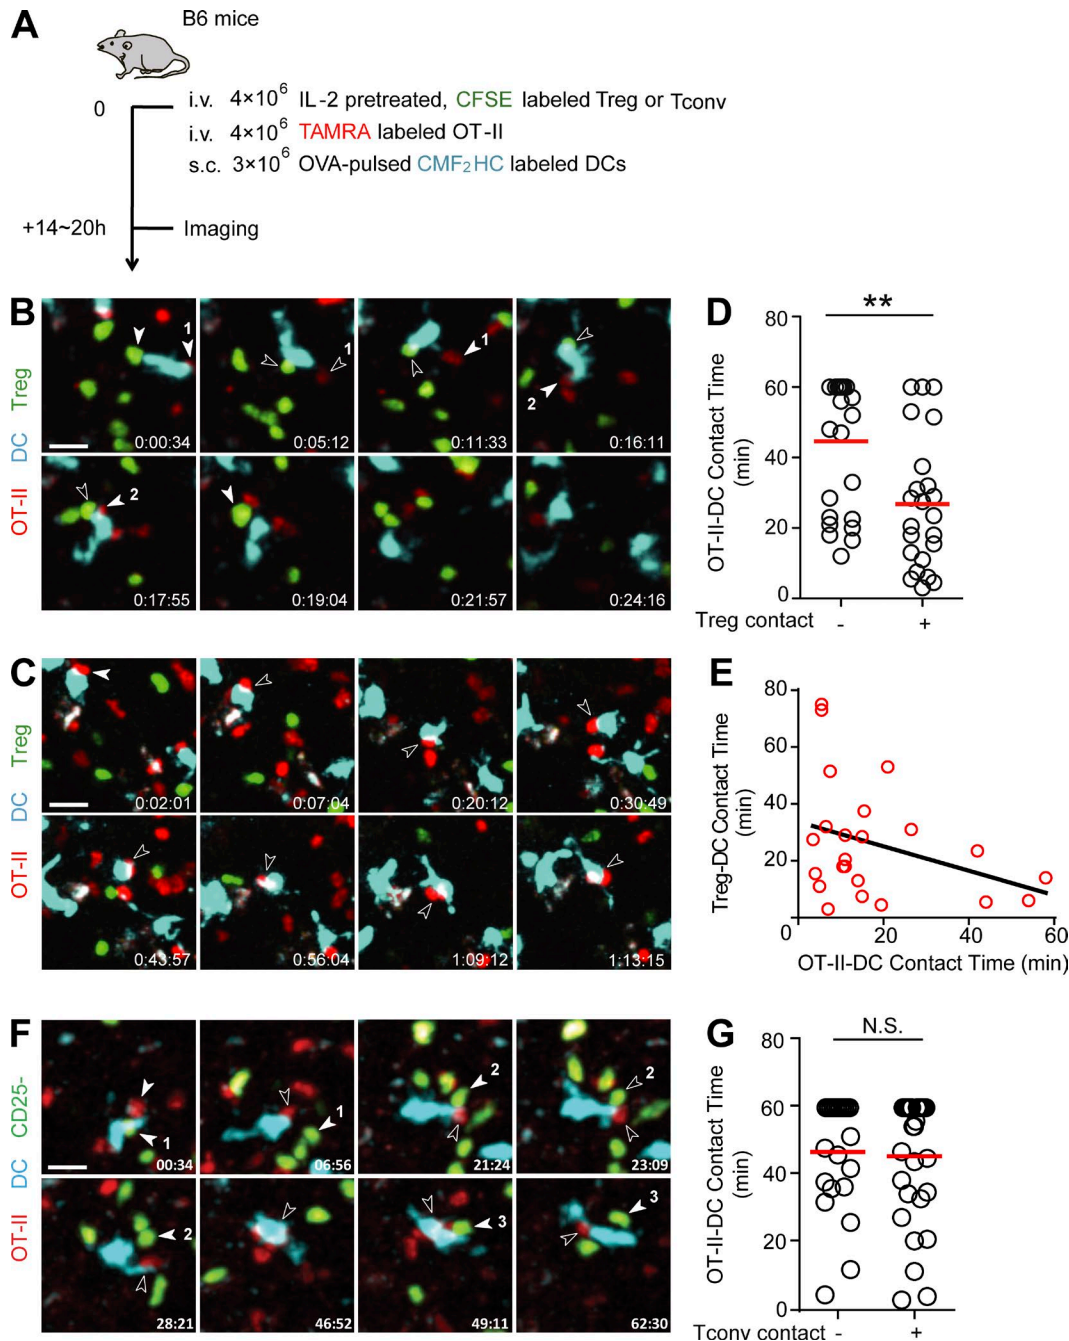 A
B6 mice
0
i.v. 4×10⁶ IL-2 pretreated, CFSE labeled Treg or Tconv
i.v. 4×10⁶ TAMRA labeled OT-II
s.c. 3×10⁶ OVA-pulsed CMF₂HC labeled DCs
+14~20h
Imaging
B
OT-II DC Treg
1
0:00:34
1
0:05:12
1
0:11:33
2
0:16:11
2
0:17:55
0:19:04
0:21:57
0:24:16
D
**
OT-II-DC Contact Time
(min)
80
60
40
20
0
Treg contact - +
C
OT-II DC Treg
0:02:01
0:07:04
0:20:12
0:30:49
0:43:57
0:56:04
1:09:12
1:13:15
E
Treg-DC Contact Time
(min)
80
60
40
20
0 20 40 60
OT-II-DC Contact Time (min)
F
OT-II DC CD25-
1
00:34
1
06:56
2
21:24
2
23:09
2
28:21
46:52
3
49:11
3
62:30
G
N.S.
OT-II-DC Contact Time
(min)
80
60
40
20
0
Tconv contact - +